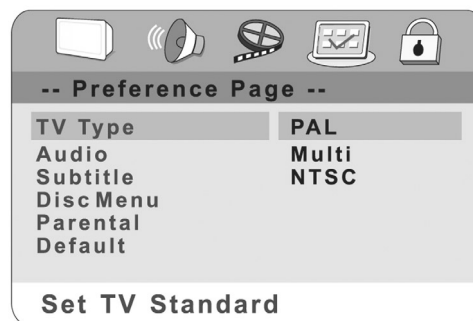 -- Preference Page --
TV Type PAL
Audio Multi
Subtitle NTSC
Disc Menu
Parental
Default
Set TV Standard